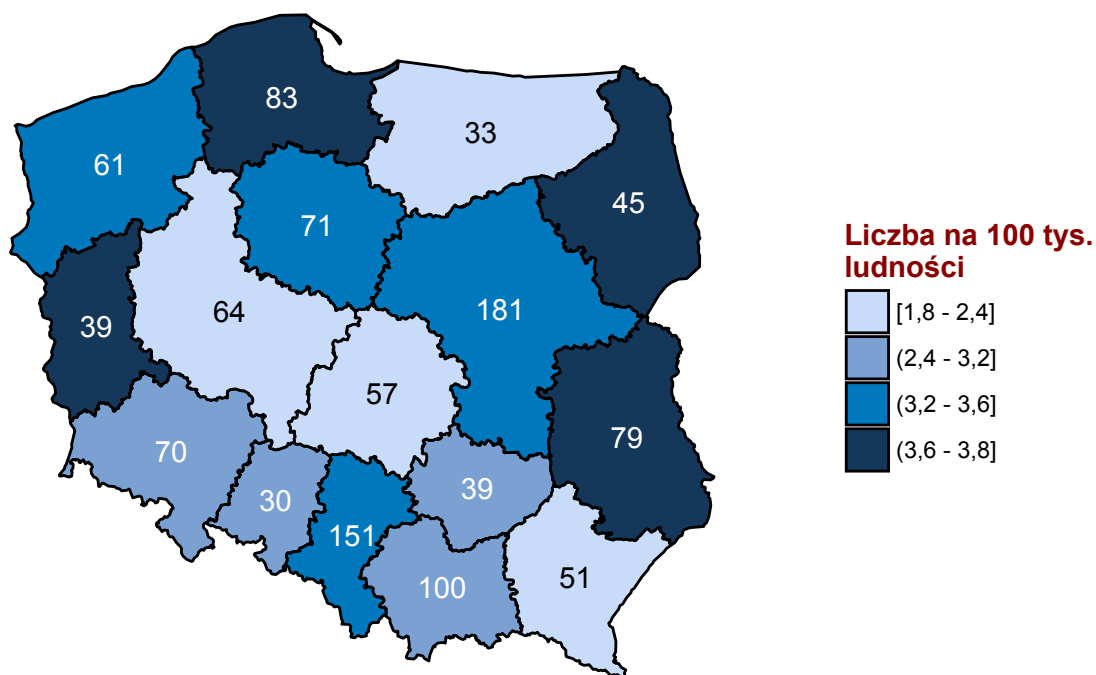 83
33
61
45
71
181
64
39
57
79
70
39
30
151
100
51
Liczba na 100 tys.
ludności
[1,8 - 2,4]
(2,4 - 3,2]
(3,2 - 3,6]
(3,6 - 3,8]